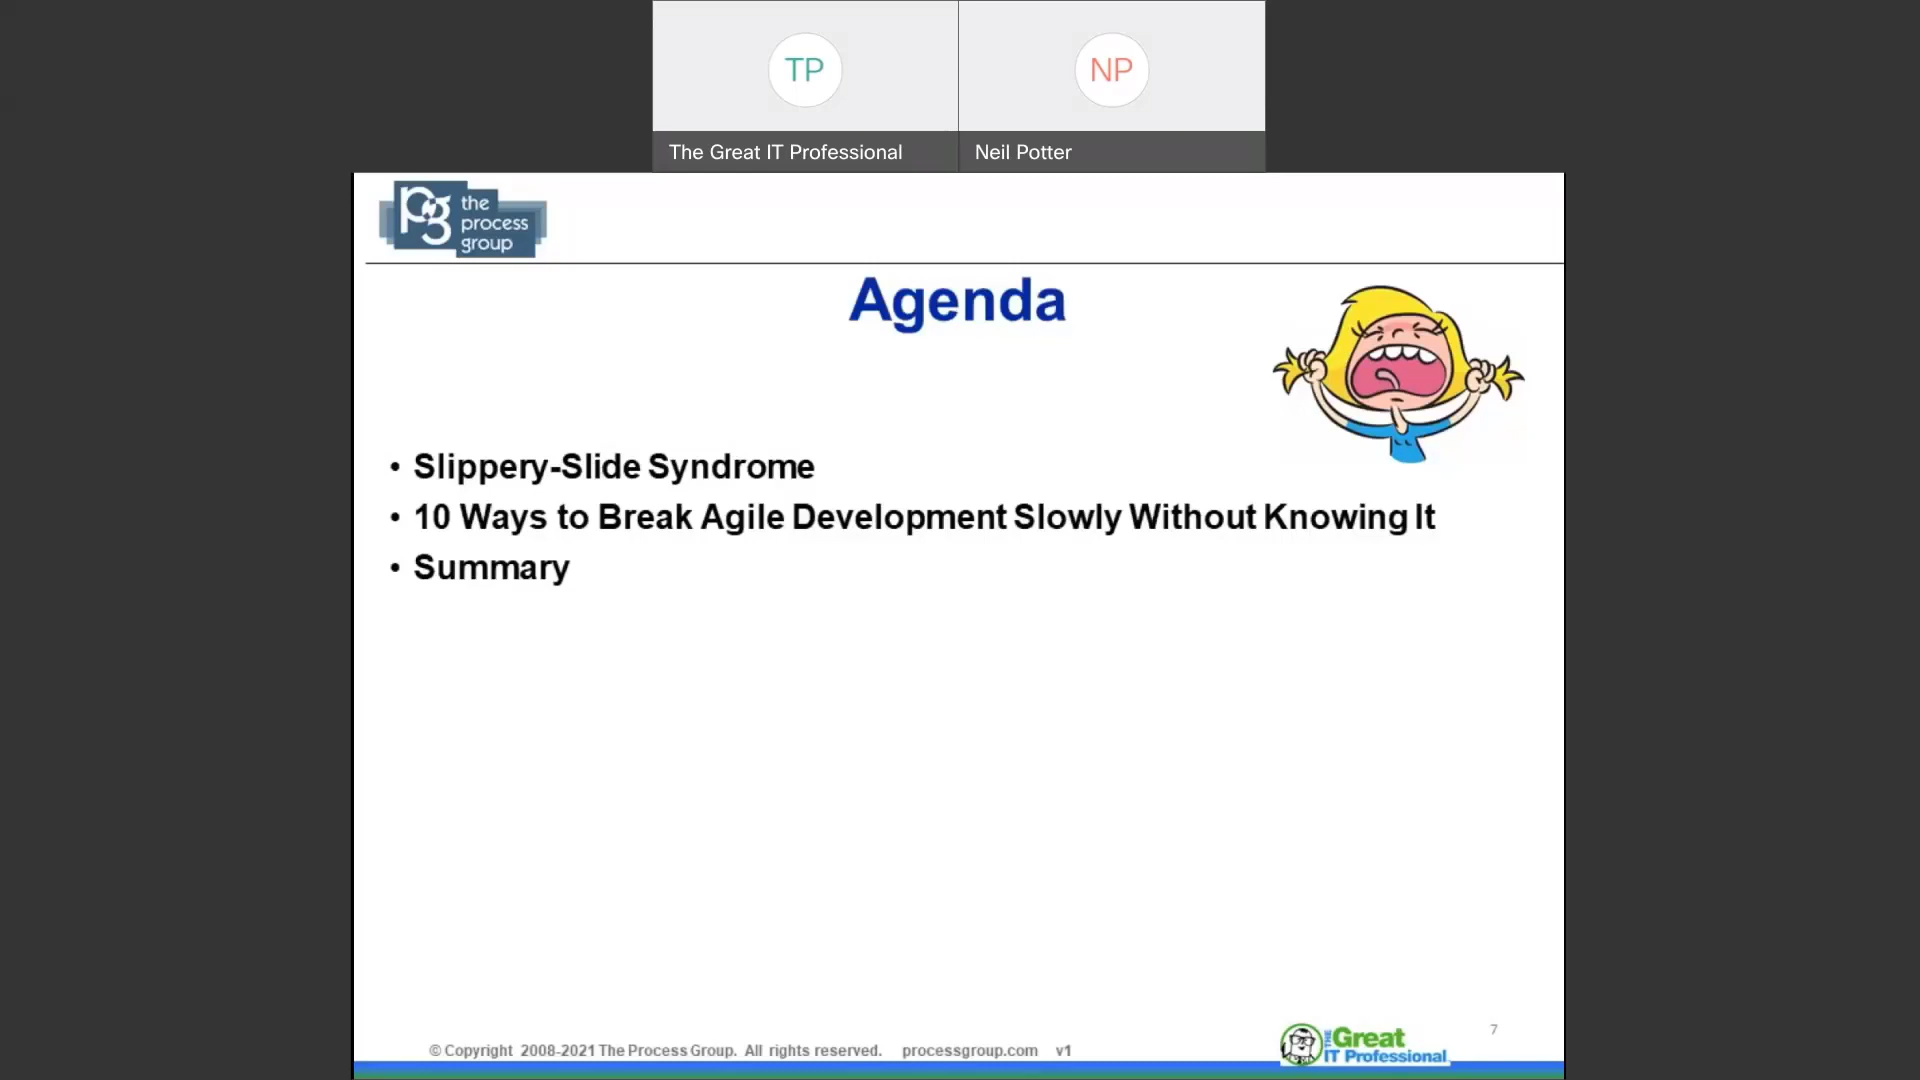 TP
NP
The Great IT Professional
Neil Potter
pg
the
process
group
Agenda
• Slippery-Slide Syndrome
• 10 Ways to Break Agile Development Slowly Without Knowing It
• Summary
© Copyright 2008-2021 The Process Group. All rights reserved. processgroup.com v1
THE Great
IT Professional
7